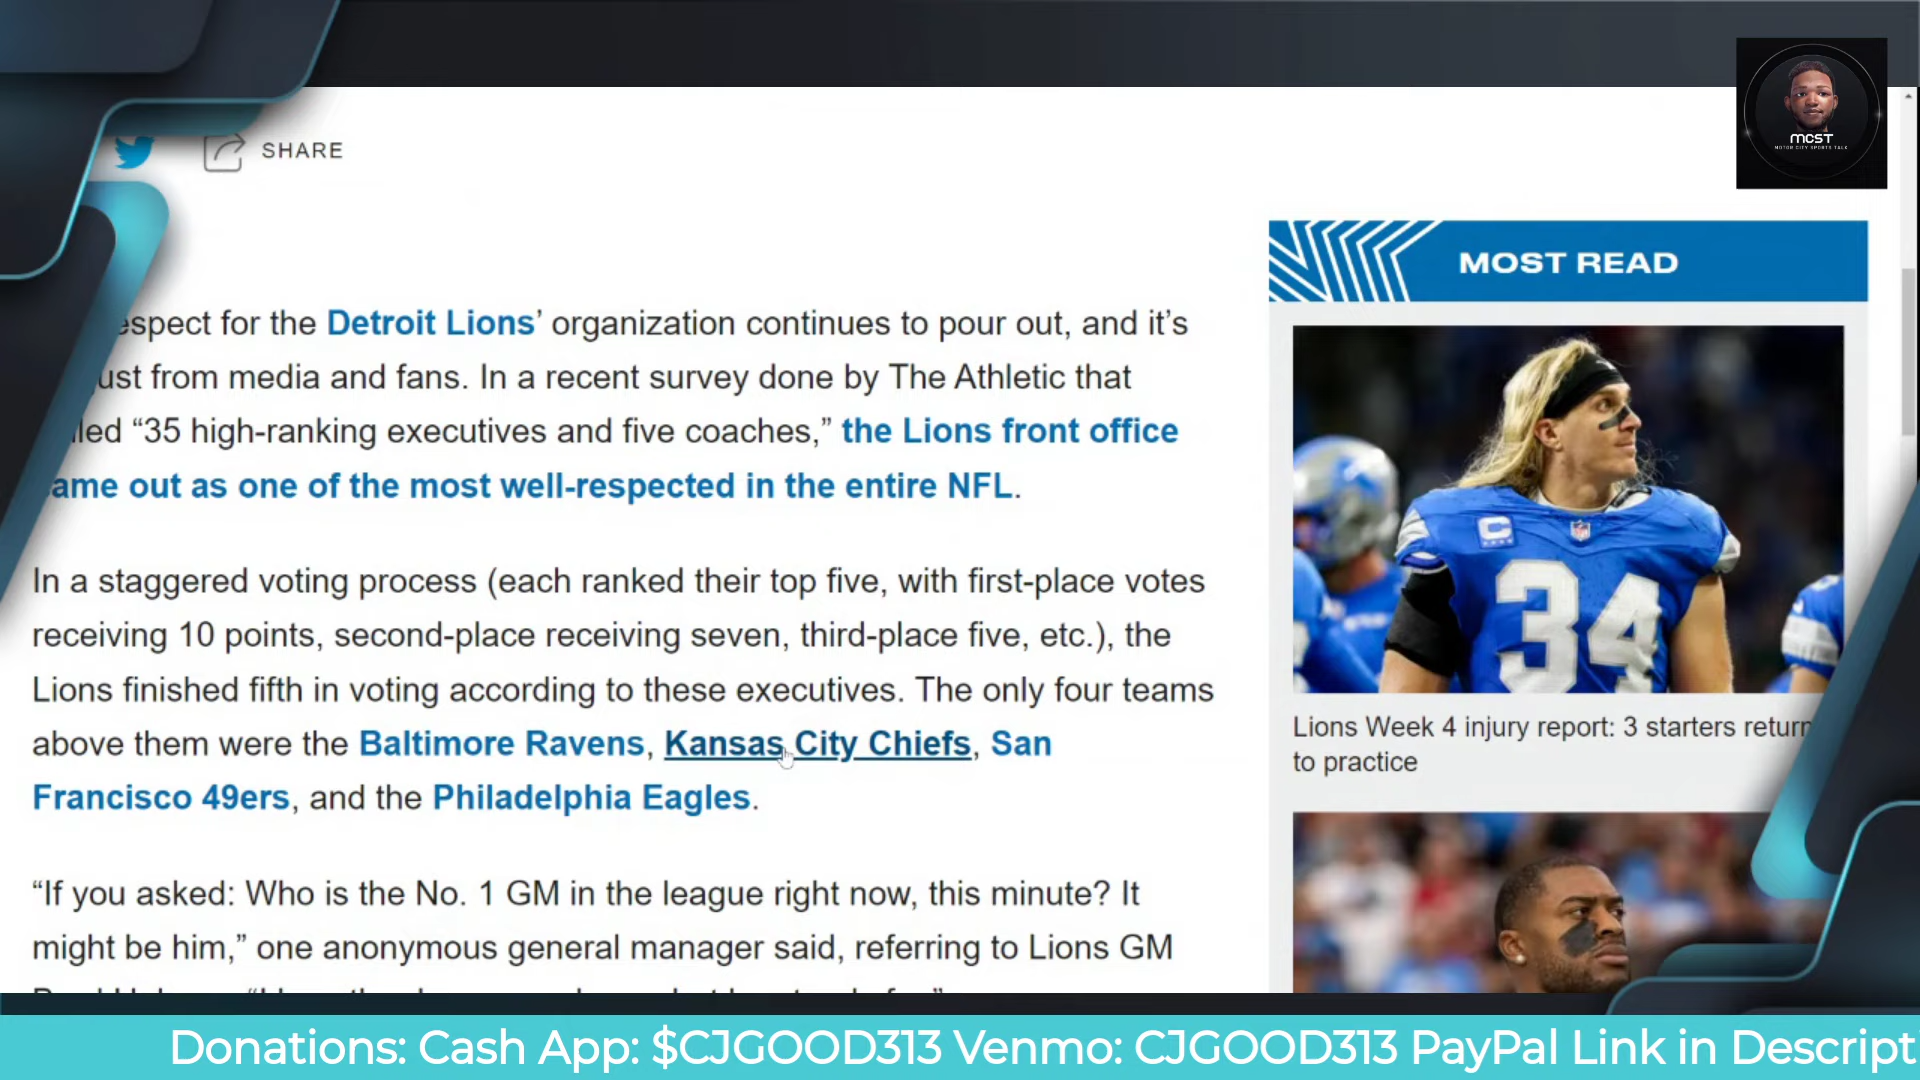 SHARE
MCST
MOTOR CITY SPORTS TALK
MOST READ
espect for the Detroit Lions’ organization continues to pour out, and it’s
ust from media and fans. In a recent survey done by The Athletic that
led “35 high-ranking executives and five coaches,” the Lions front office
ame out as one of the most well-respected in the entire NFL.
In a staggered voting process (each ranked their top five, with first-place votes
receiving 10 points, second-place receiving seven, third-place five, etc.), the
Lions finished fifth in voting according to these executives. The only four teams
above them were the Baltimore Ravens, Kansas City Chiefs, San
Francisco 49ers, and the Philadelphia Eagles.
“If you asked: Who is the No. 1 GM in the league right now, this minute? It
might be him,” one anonymous general manager said, referring to Lions GM
C
34
Lions Week 4 injury report: 3 starters return
to practice
Donations: Cash App: $CJGOOD313 Venmo: CJGOOD313 PayPal Link in Descript